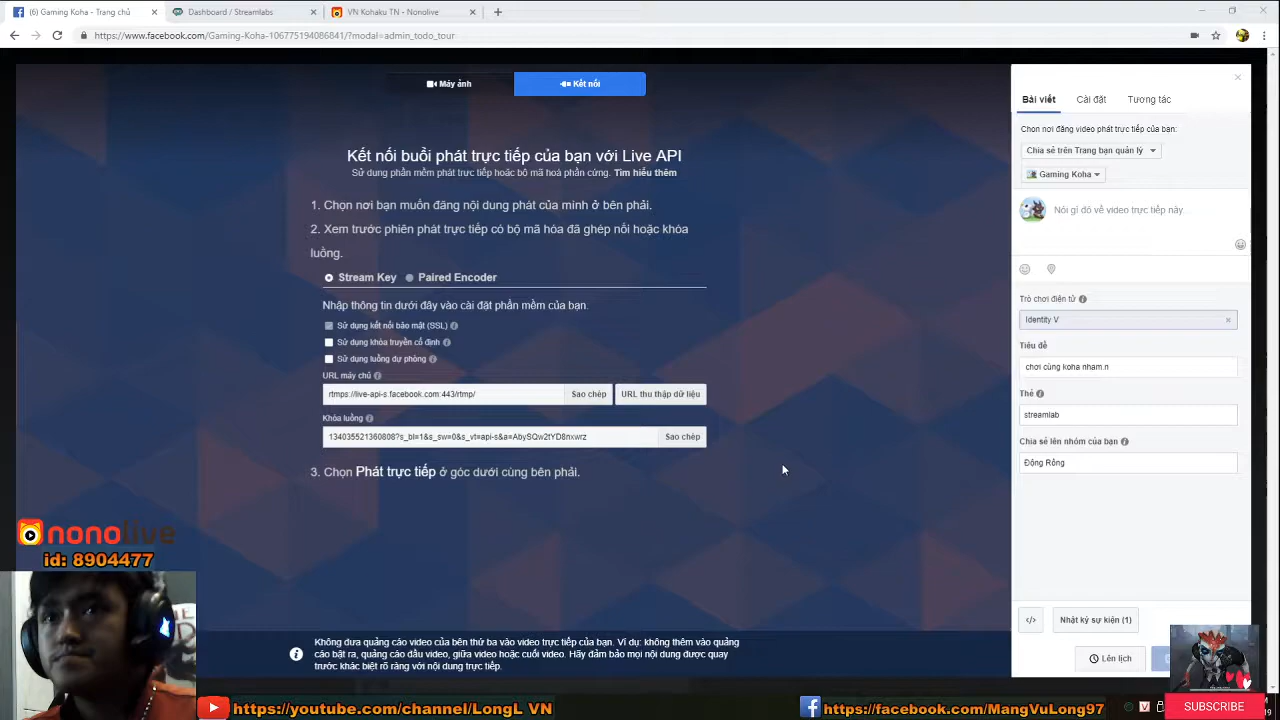 (6) Gaming Koha - Trang chủ
Dashboard / Streamlabs
VN Kohaku TN - Nonolive
https://www.facebook.com/Gaming-Koha-106775194086841/?modal=admin_todo_tour
Máy ảnh
Kết nối
Kết nối buổi phát trực tiếp của bạn với Live API
Sử dụng phần mềm phát trực tiếp hoặc bộ mã hoá phần cứng. Tìm hiểu thêm
1. Chọn nơi bạn muốn đăng nội dung phát của mình ở bên phải.
2. Xem trước phiên phát trực tiếp có bộ mã hóa đã ghép nối hoặc khóa
luồng.
Stream Key
Paired Encoder
Nhập thông tin dưới đây vào cài đặt phần mềm của bạn.
Sử dụng kết nối bảo mật (SSL)
Sử dụng khóa truyền cố định
Sử dụng luồng dự phòng
URL máy chủ
rtmps://live-api-s.facebook.com:443/rtmp/
Sao chép
URL thu thập dữ liệu
Khóa luồng
134035521360808?s_bl=1&s_sw=0&s_vt=api-s&a=AbySQw2tYD8nxwrz
Sao chép
3. Chọn Phát trực tiếp ở góc dưới cùng bên phải.
Không đưa quảng cáo video của bên thứ ba vào video trực tiếp của bạn. Ví dụ: không thêm vào quảng
cáo bật ra, quảng cáo đầu video, giữa video hoặc cuối video. Hãy đảm bảo mọi nội dung được quay
trước khác biệt rõ ràng với nội dung trực tiếp.
Bài viết
Cài đặt
Tương tác
Chọn nơi đăng video phát trực tiếp của bạn:
Chia sẻ trên Trang bạn quản lý
Gaming Koha
Nói gì đó về video trực tiếp này...
Trò chơi điện tử
Identity V
Tiêu đề
chơi cùng koha nham.n
Thẻ
streamlab
Chia sẻ lên nhóm của bạn
Động Rồng
</>
Nhật ký sự kiện (1)
Lên lịch
nonolive
id: 8904477
https://youtube.com/channel/LongL VN
https://facebook.com/MangVuLong97
SUBSCRIBE